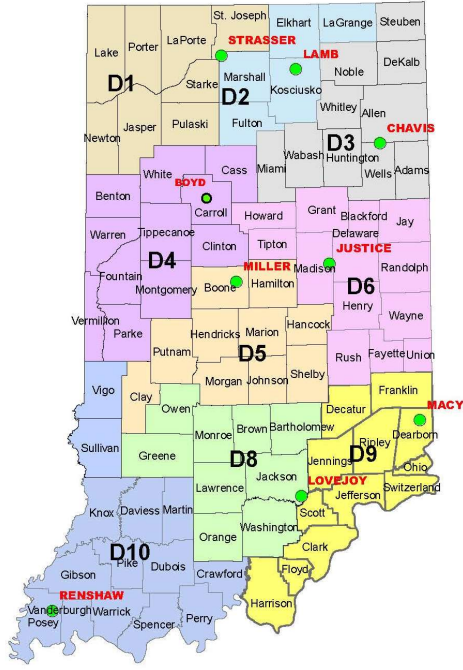 St. Joseph
Elkhart
LaGrange
Steuben
Lake
Porter
LaPorte
STRASSER
LAMB
Noble
DeKalb
D1
Starke
Marshall
D2
Kosciusko
Whitley
Allen
Newton
Jasper
Pulaski
Fulton
CHAVIS
D3
Miami
Wabash
Huntington
Wells
Adams
White
Cass
Benton
BOYD
Carroll
Howard
Grant
Blackford
Jay
Warren
Tippecanoe
Clinton
Tipton
Delaware
JUSTICE
D4
MILLER
Madison
Randolph
Fountain
Montgomery
Boone
Hamilton
D6
Henry
Vermillion
Parke
Hendricks
Marion
Hancock
Wayne
Putnam
D5
Rush
Fayette
Union
Vigo
Clay
Morgan
Johnson
Shelby
Owen
Franklin
Decatur
MACY
Sullivan
Greene
Monroe
Brown
Bartholomew
Ripley
Dearborn
D8
D9
Jennings
Ohio
Lawrence
Jackson
LOVEJOY
Jefferson
Switzerland
Knox
Daviess
Martin
Scott
Orange
Washington
D10
Clark
Gibson
Pike
Dubois
Crawford
Floyd
RENSHAW
Harrison
Vanderburgh
Warrick
Perry
Posey
Spencer